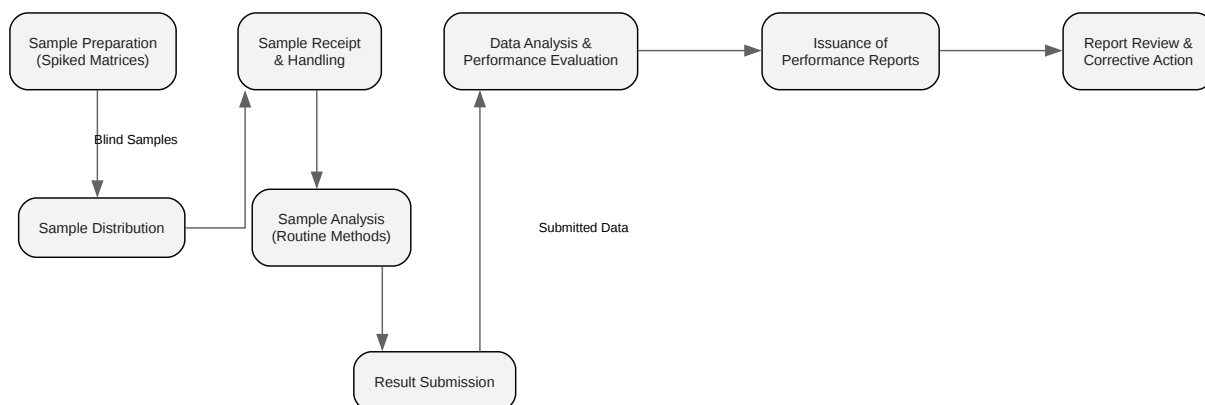 Sample Preparation
(Spiked Matrices)
Sample Receipt
& Handling
Data Analysis &
Performance Evaluation
Issuance of
Performance Reports
Report Review &
Corrective Action
Blind Samples
Sample Distribution
Sample Analysis
(Routine Methods)
Submitted Data
Result Submission